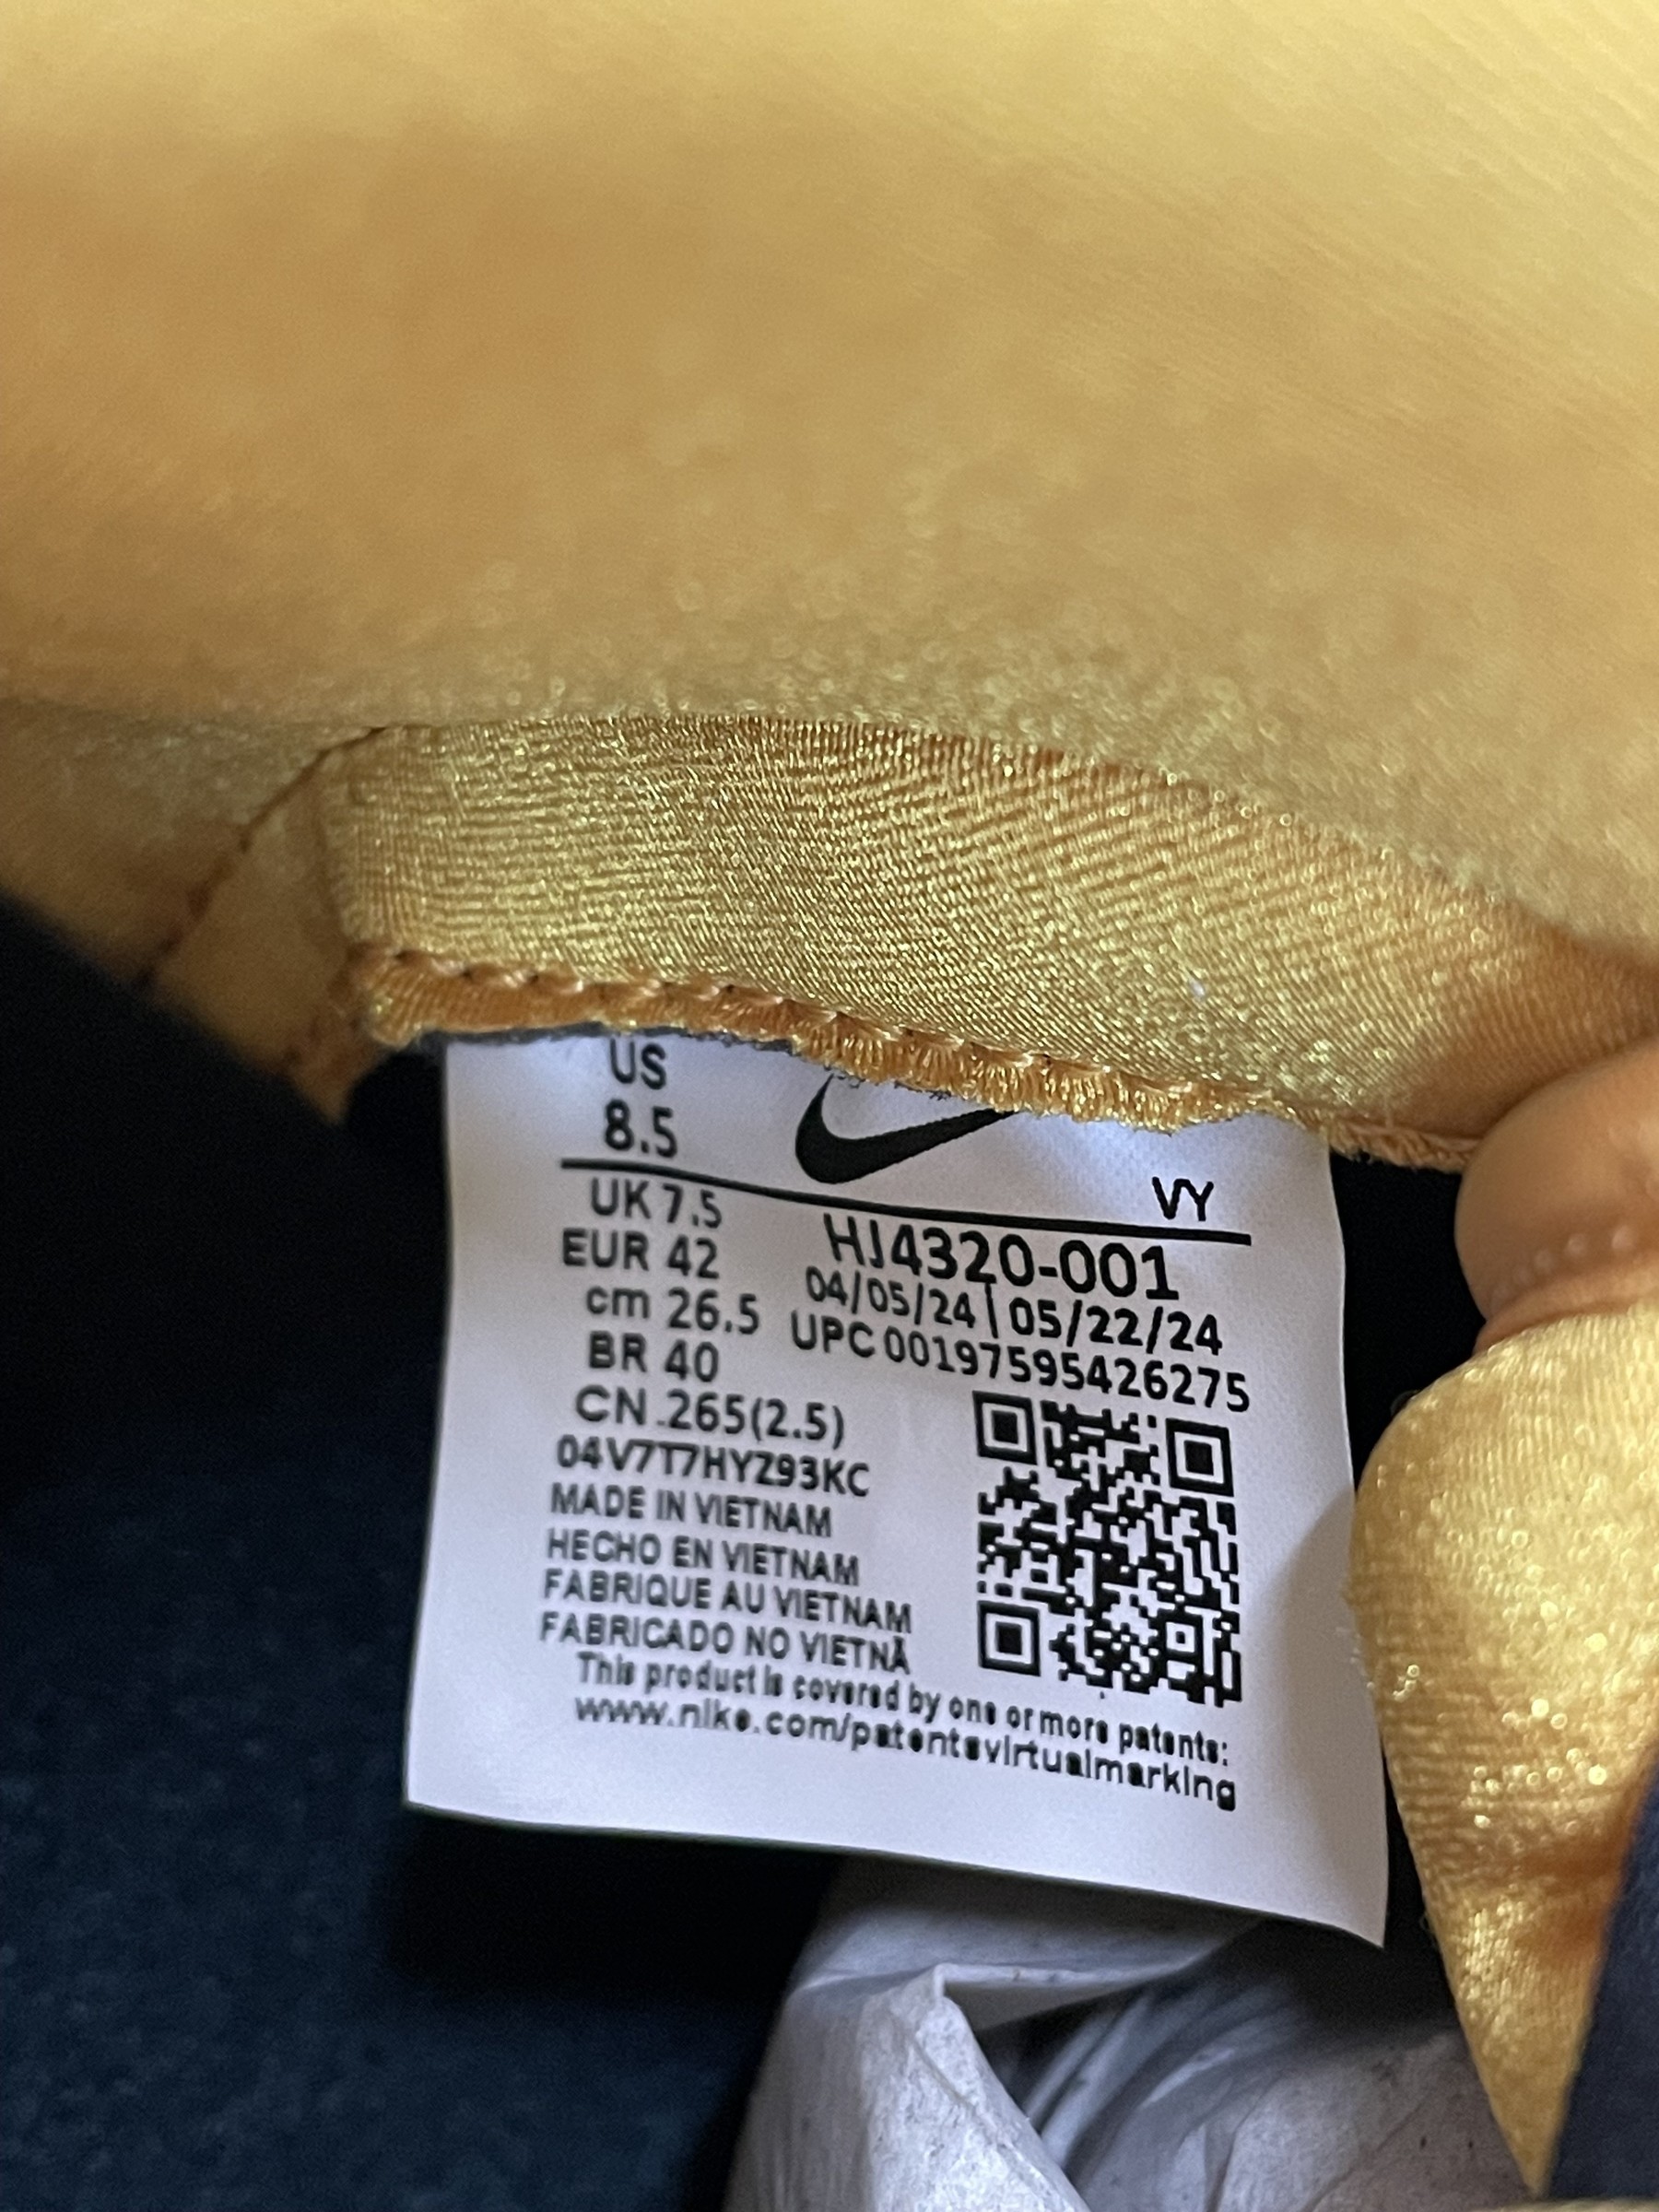 US
8.5
VY
UK 7.5
HJ4320-001
EUR 42
04/05/24 | 05/22/24
cm 26.5
UPC 00197595426275
BR 40
CN 265(2.5)
04V7T7HYZ93KC
MADE IN VIETNAM
HECHO EN VIETNAM
FABRIQUE AU VIETNAM
FABRICADO NO VIETNÃ
This product is covered by one or more patents:
www.nike.com/patentsvirtualmarking